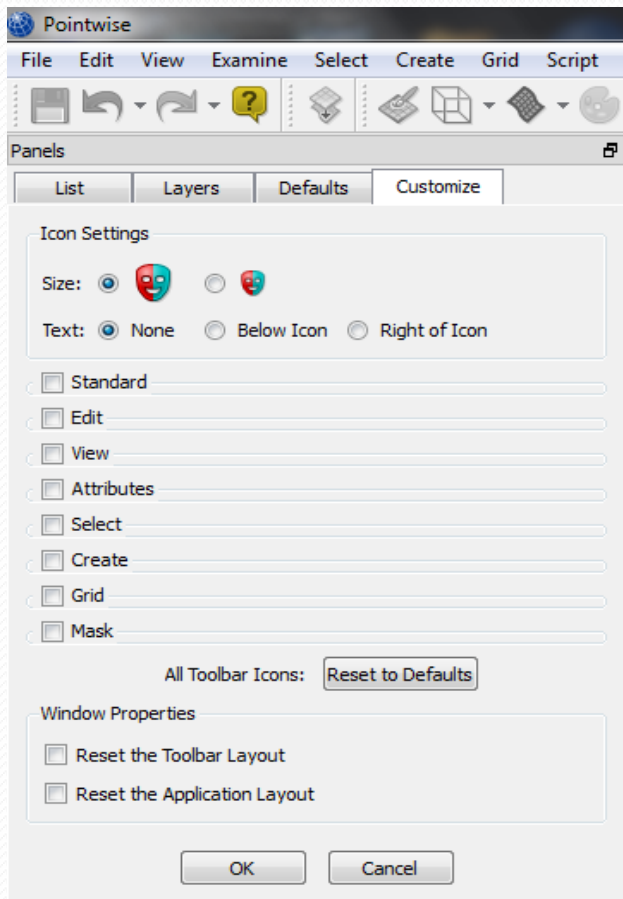 Pointwise
File Edit View Examine Select Create Grid Script
?
Panels
List Layers Defaults Customize
Icon Settings
Size:
Text: None Below Icon Right of Icon
Standard
Edit
View
Attributes
Select
Create
Grid
Mask
All Toolbar Icons: Reset to Defaults
Window Properties
Reset the Toolbar Layout
Reset the Application Layout
OK Cancel